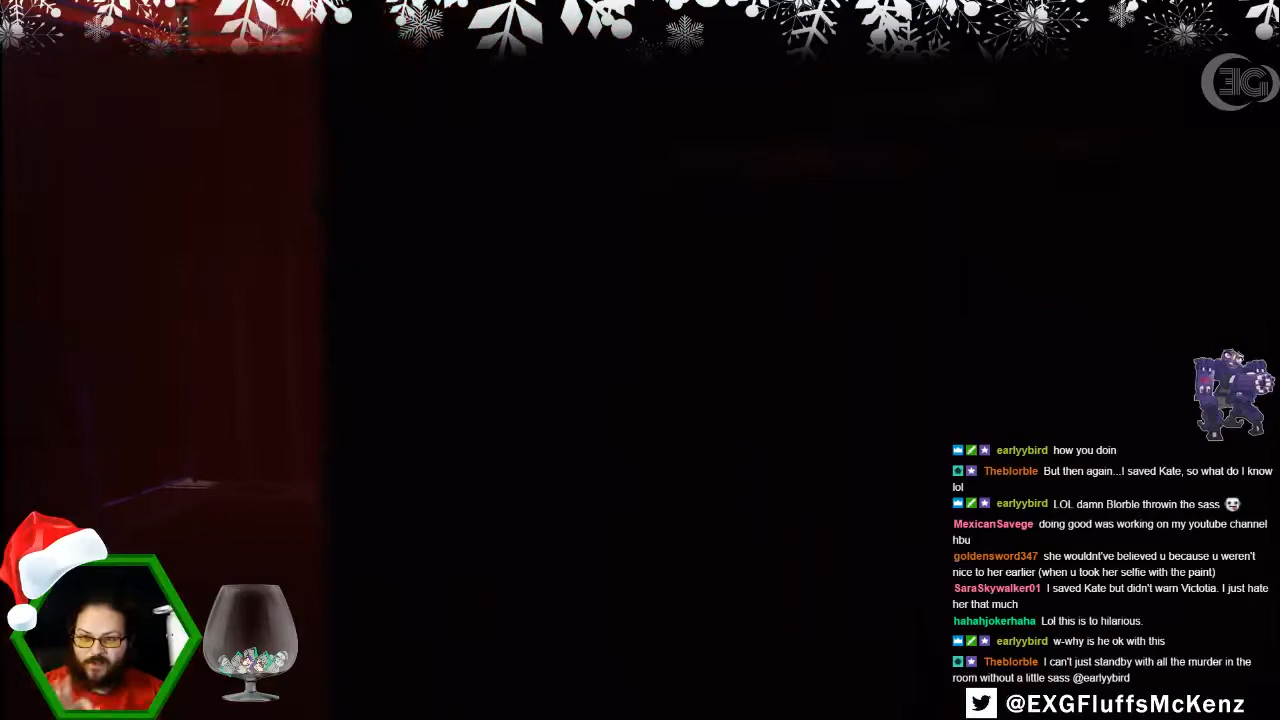 3G
earlyybird how you doin
Theblorble But then again...I saved Kate, so what do I know
lol
earlyybird LOL damn Blorble throwin the sass
MexicanSavege doing good was working on my youtube channel
hbu
goldensword347 she wouldnt've believed u because u weren't
nice to her earlier (when u took her selfie with the paint)
SaraSkywalker01 I saved Kate but didn't warn Victotia. I just hate
her that much
hahahjokerhaha Lol this is to hilarious.
earlyybird w-why is he ok with this
Theblorble I can't just standby with all the murder in the
room without a little sass @earlyybird
@EXGFluffsMcKenz